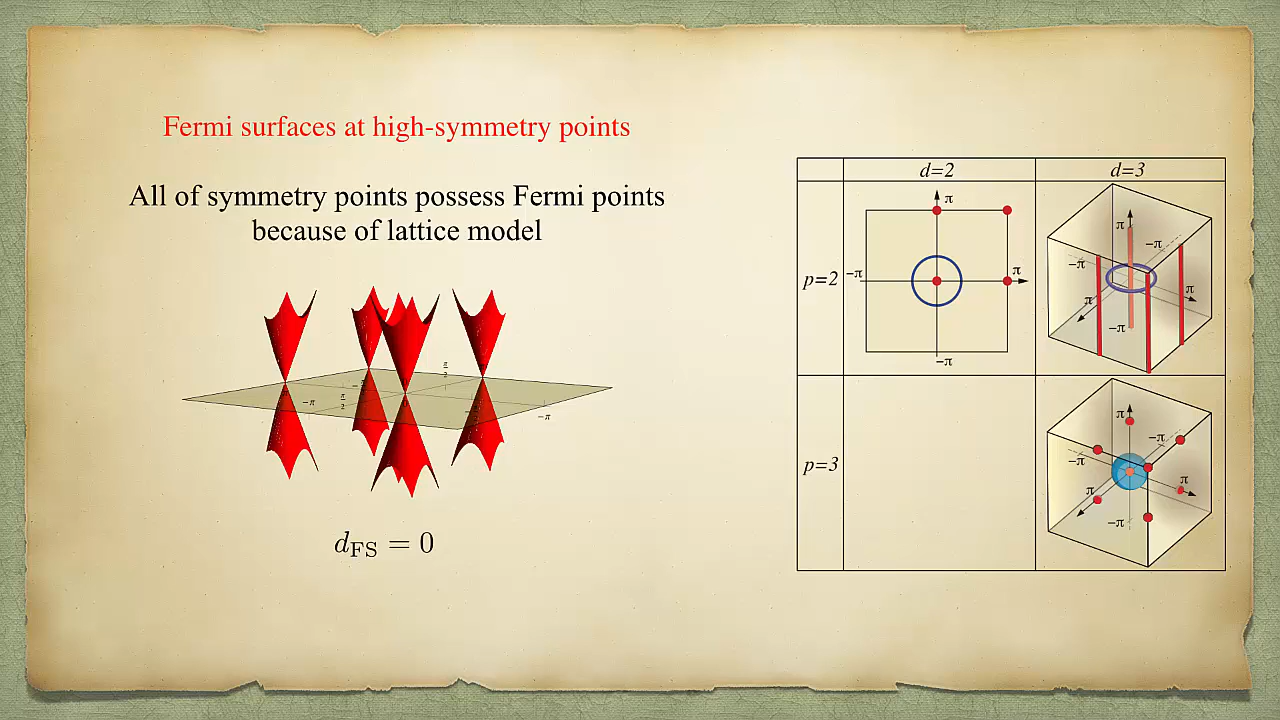 Fermi surfaces at high-symmetry points
All of symmetry points possess Fermi points
because of lattice model
−π
π/2
−π
π/2
−π
d_FS = 0
d=2
d=3
p=2
π
−π
π
−π
π
−π
−π
π
π
−π
p=3
π
−π
−π
π
π
−π